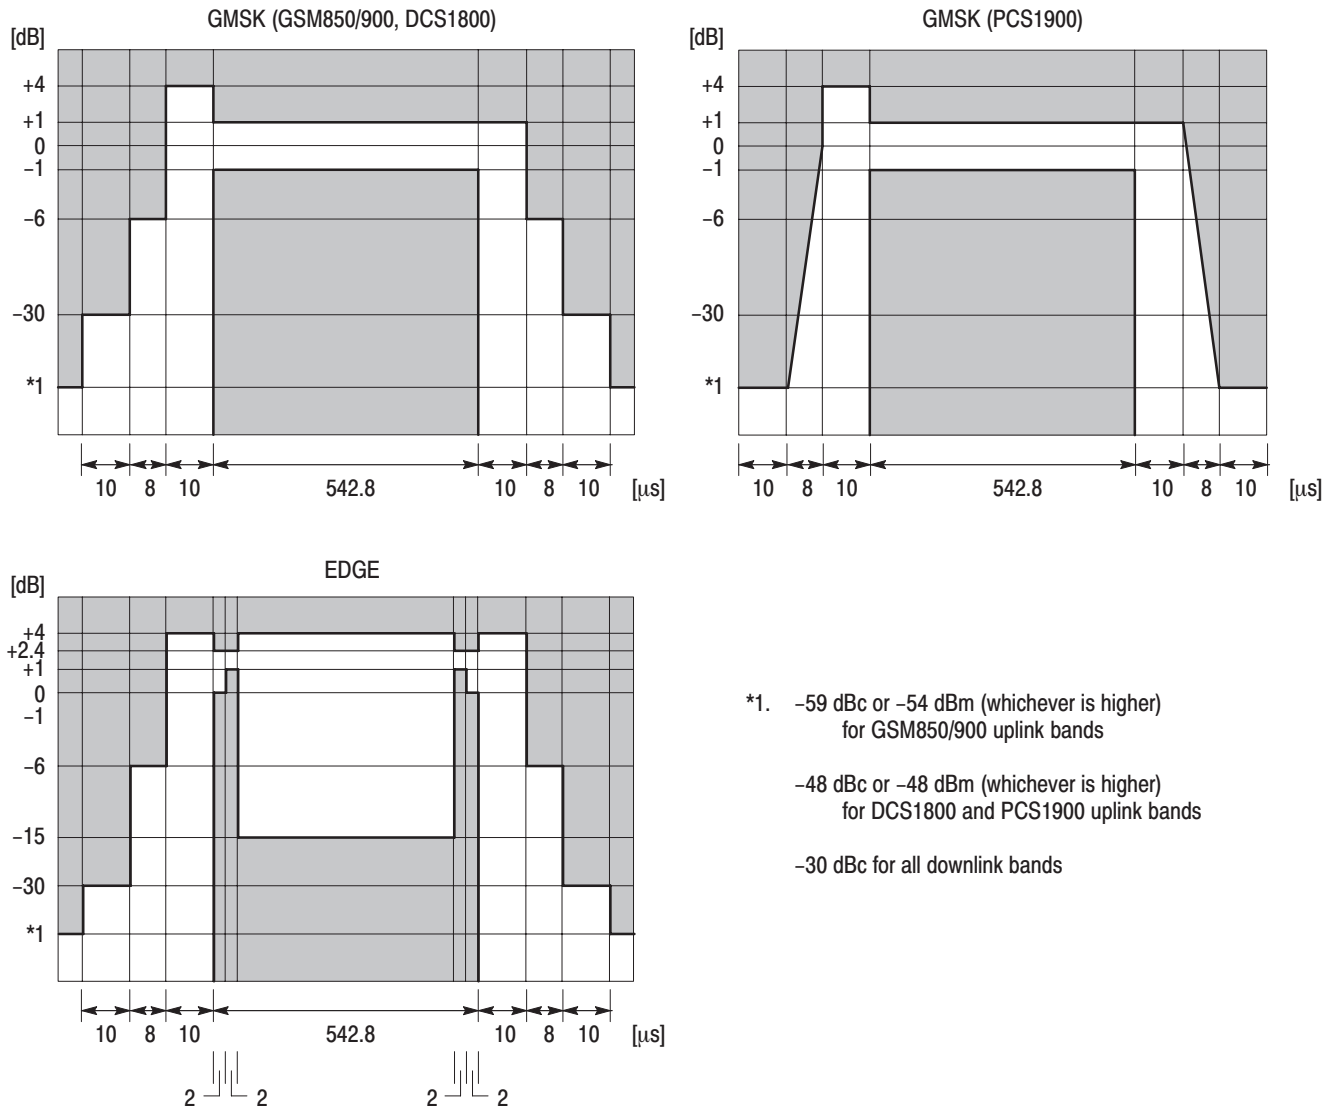 GMSK (GSM850/900, DCS1800)
[dB]
+4
+1
0
−1
−6
−30
*1
10 8 10 542.8 10 8 10 [µs]
GMSK (PCS1900)
[dB]
+4
+1
0
−1
−6
−30
*1
10 8 10 542.8 10 8 10 [µs]
EDGE
[dB]
+4
+2.4
+1
0
−1
−6
−15
−30
*1
10 8 10 542.8 10 8 10 [µs]
2 2 2 2
*1. −59 dBc or −54 dBm (whichever is higher)
for GSM850/900 uplink bands
−48 dBc or −48 dBm (whichever is higher)
for DCS1800 and PCS1900 uplink bands
−30 dBc for all downlink bands